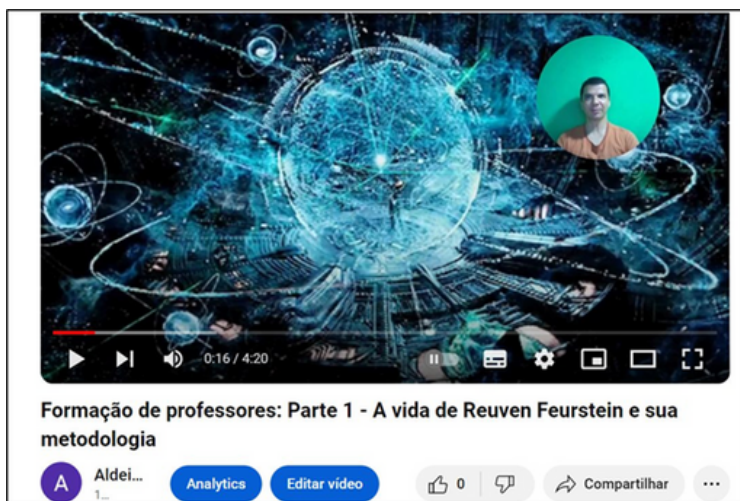 0:16 / 4:20
Formação de professores: Parte 1 - A vida de Reuven Feurstein e sua
metodologia
A Aldei... Analytics Editar vídeo 0 Compartilhar ...
1...